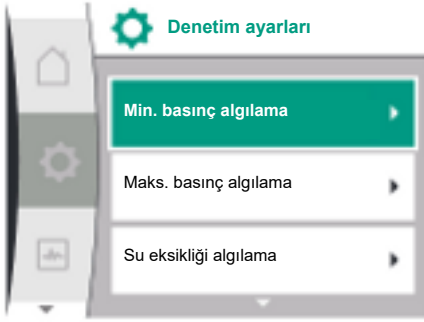 Denetim ayarları
Min. basınç algılama
Maks. basınç algılama
Su eksikliği algılama